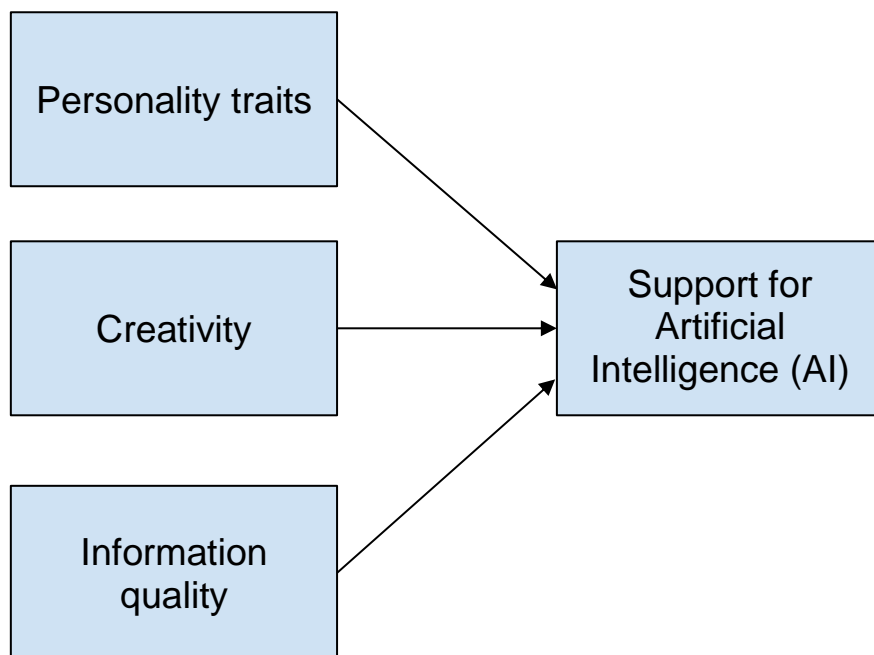 Personality traits
Creativity
Information
quality
Support for
Artificial
Intelligence (AI)